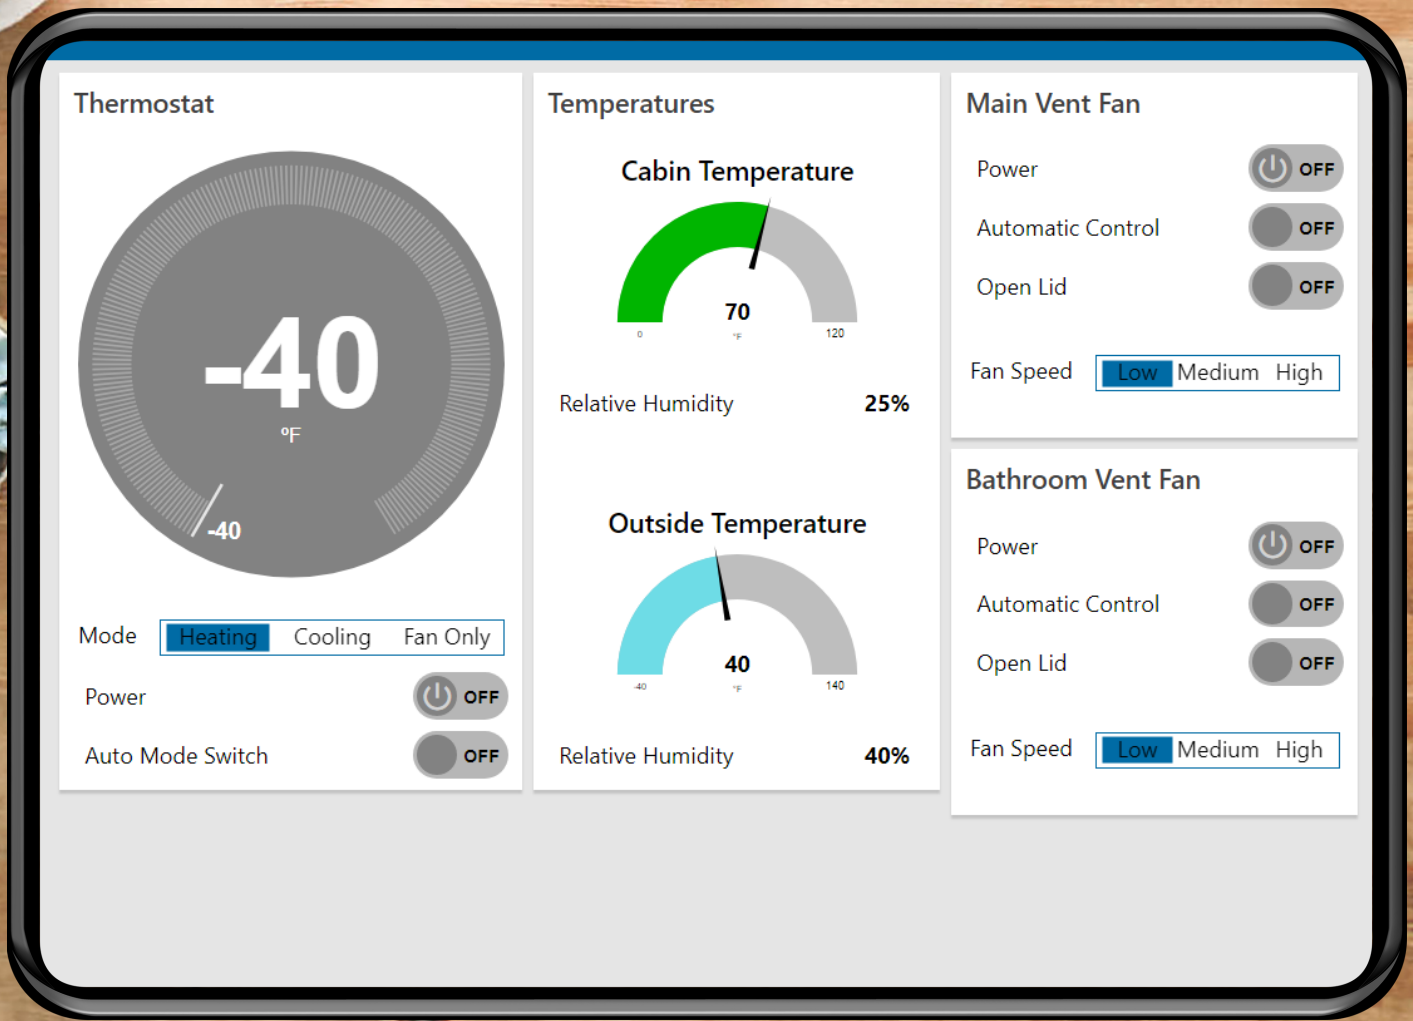 Thermostat
-40
ºF
-40
Mode Heating Cooling Fan Only
Power OFF
Auto Mode Switch OFF
Temperatures
Cabin Temperature
70
0 °F 120
Relative Humidity 25%
Outside Temperature
40
-40 °F 140
Relative Humidity 40%
Main Vent Fan
Power OFF
Automatic Control OFF
Open Lid OFF
Fan Speed Low Medium High
Bathroom Vent Fan
Power OFF
Automatic Control OFF
Open Lid OFF
Fan Speed Low Medium High